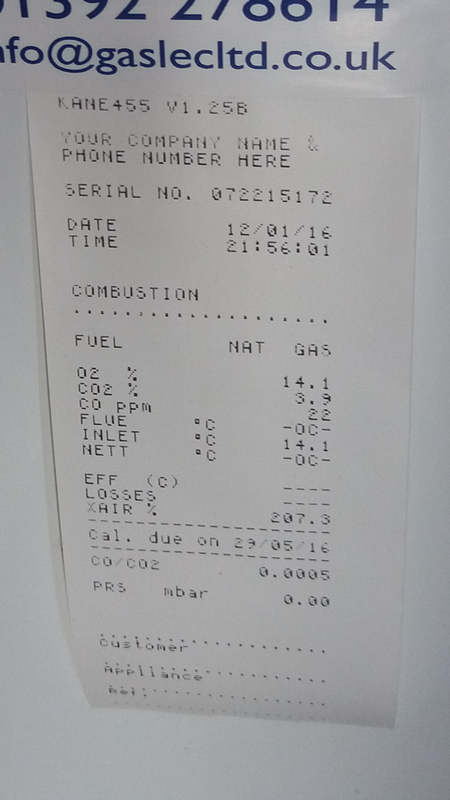 01392 278614
nfo@gaslecltd.co.uk
KANE455 V1.25B
YOUR COMPANY NAME &
PHONE NUMBER HERE
SERIAL NO. 072215172
DATE 12/01/16
TIME 21:56:01
COMBUSTION
....................
FUEL NAT GAS
O2 % 14.1
CO2 % 3.9
CO ppm 22
FLUE °C -OC-
INLET °C 14.1
NETT °C -OC-
EFF (C) ----
LOSSES ----
XAIR % 207.3
--------------------
Cal. due on 29/05/16
--------------------
CO/CO2 0.0005
PRS mbar 0.00
....................
Customer
....................
Appliance
....................
Ref: